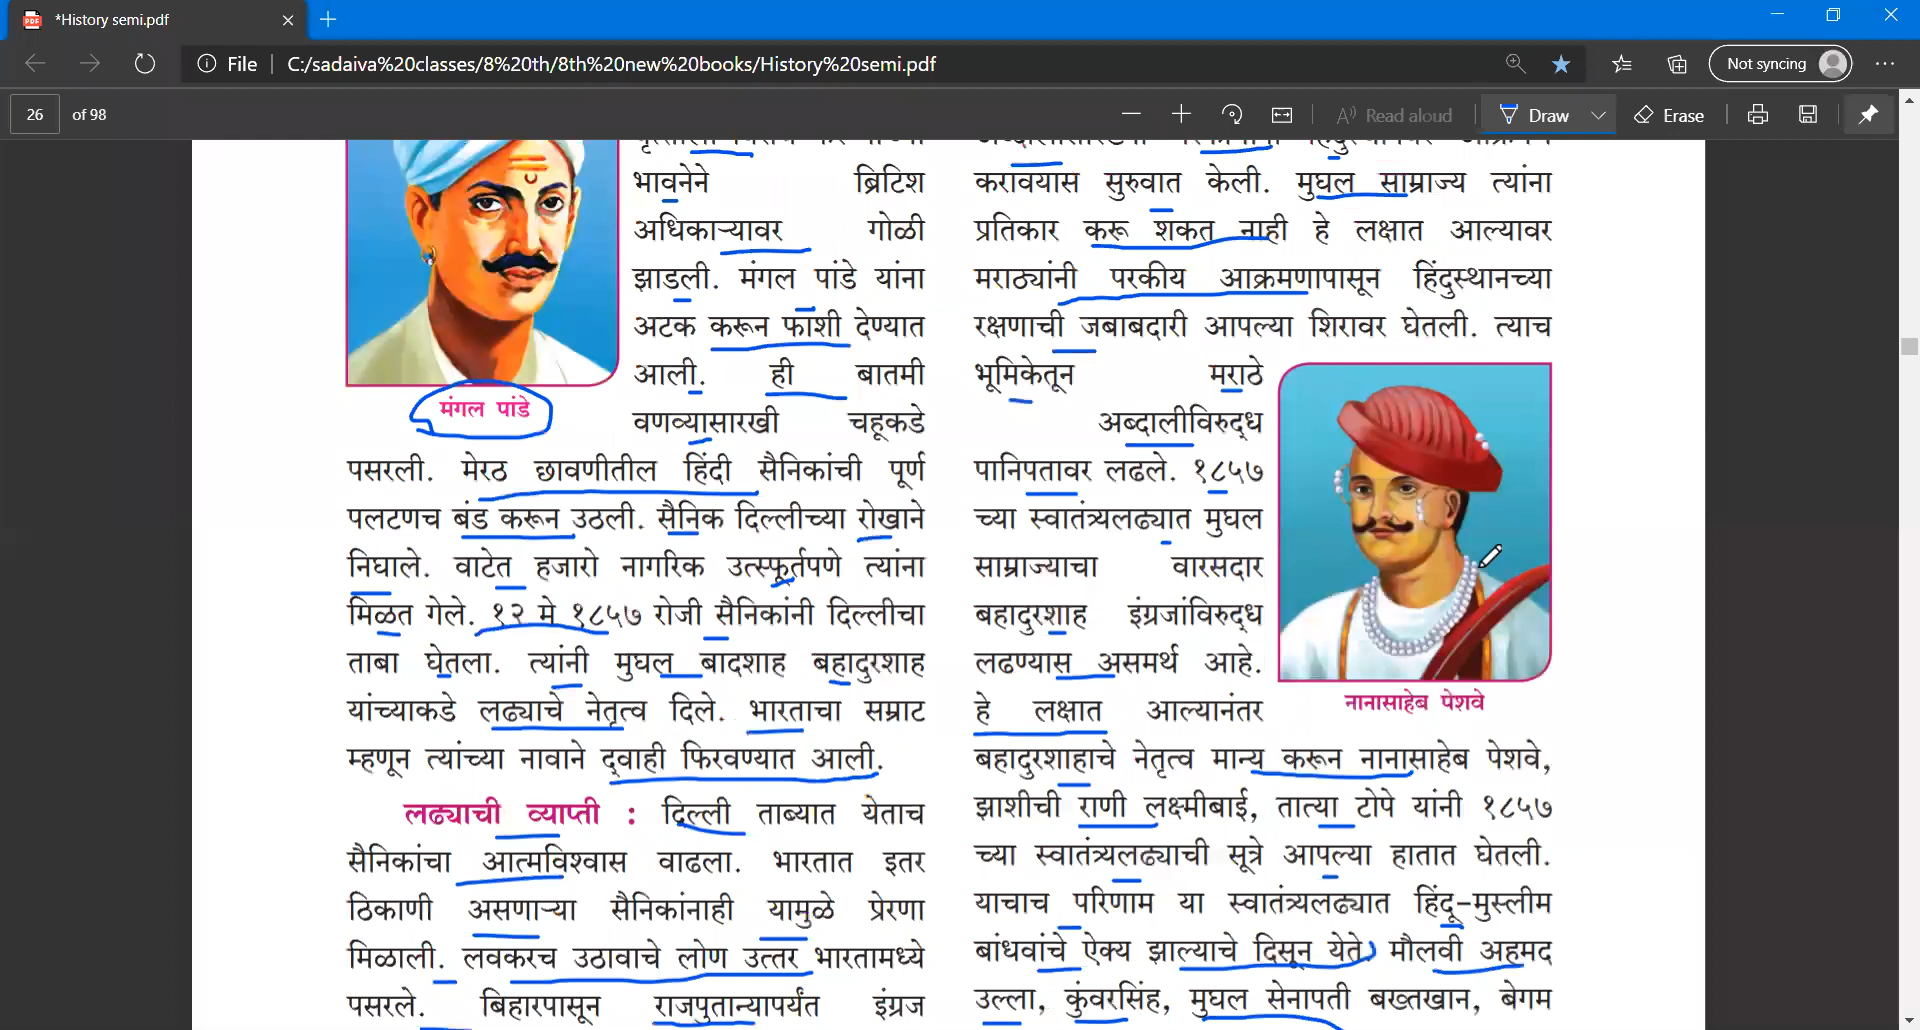 *History semi.pdf
File
C:/sadaiva%20classes/8%20th/8th%20new%20books/History%20semi.pdf
Not syncing
26 of 98
Read aloud
Draw
Erase
भावनेने ब्रिटिश
अधिकाऱ्यावर गोळी
झाडली. मंगल पांडे यांना
अटक करून फाशी देण्यात
आली. ही बातमी
मंगल पांडे
वणव्यासारखी चहूकडे
पसरली. मेरठ छावणीतील हिंदी सैनिकांची पूर्ण
पलटणच बंड करून उठली. सैनिक दिल्लीच्या रोखाने
निघाले. वाटेत हजारो नागरिक उत्स्फूर्तपणे त्यांना
मिळत गेले. १२ मे १८५७ रोजी सैनिकांनी दिल्लीचा
ताबा घेतला. त्यांनी मुघल बादशाह बहादुरशाह
यांच्याकडे लढ्याचे नेतृत्व दिले. भारताचा सम्राट
म्हणून त्यांच्या नावाने द्वाही फिरवण्यात आली.
लढ्याची व्याप्ती : दिल्ली ताब्यात येताच
सैनिकांचा आत्मविश्वास वाढला. भारतात इतर
ठिकाणी असणाऱ्या सैनिकांनाही यामुळे प्रेरणा
मिळाली. लवकरच उठावाचे लोण उत्तर भारतामध्ये
पसरले. बिहारपासून राजपुतान्यापर्यंत इंग्रज
करावयास सुरुवात केली. मुघल साम्राज्य त्यांना
प्रतिकार करू शकत नाही हे लक्षात आल्यावर
मराठ्यांनी परकीय आक्रमणापासून हिंदुस्थानच्या
रक्षणाची जबाबदारी आपल्या शिरावर घेतली. त्याच
भूमिकेतून मराठे
अब्दालीविरुद्ध
पानिपतावर लढले. १८५७
च्या स्वातंत्र्यलढ्यात मुघल
साम्राज्याचा वारसदार
बहादुरशाह इंग्रजांविरुद्ध
लढण्यास असमर्थ आहे.
हे लक्षात आल्यानंतर
नानासाहेब पेशवे
बहादुरशाहाचे नेतृत्व मान्य करून नानासाहेब पेशवे,
झाशीची राणी लक्ष्मीबाई, तात्या टोपे यांनी १८५७
च्या स्वातंत्र्यलढ्याची सूत्रे आपल्या हातात घेतली.
याचाच परिणाम या स्वातंत्र्यलढ्यात हिंदू-मुस्लीम
बांधवांचे ऐक्य झाल्याचे दिसून येते. मौलवी अहमद
उल्ला, कुंवरसिंह, मुघल सेनापती बख्तखान, बेगम